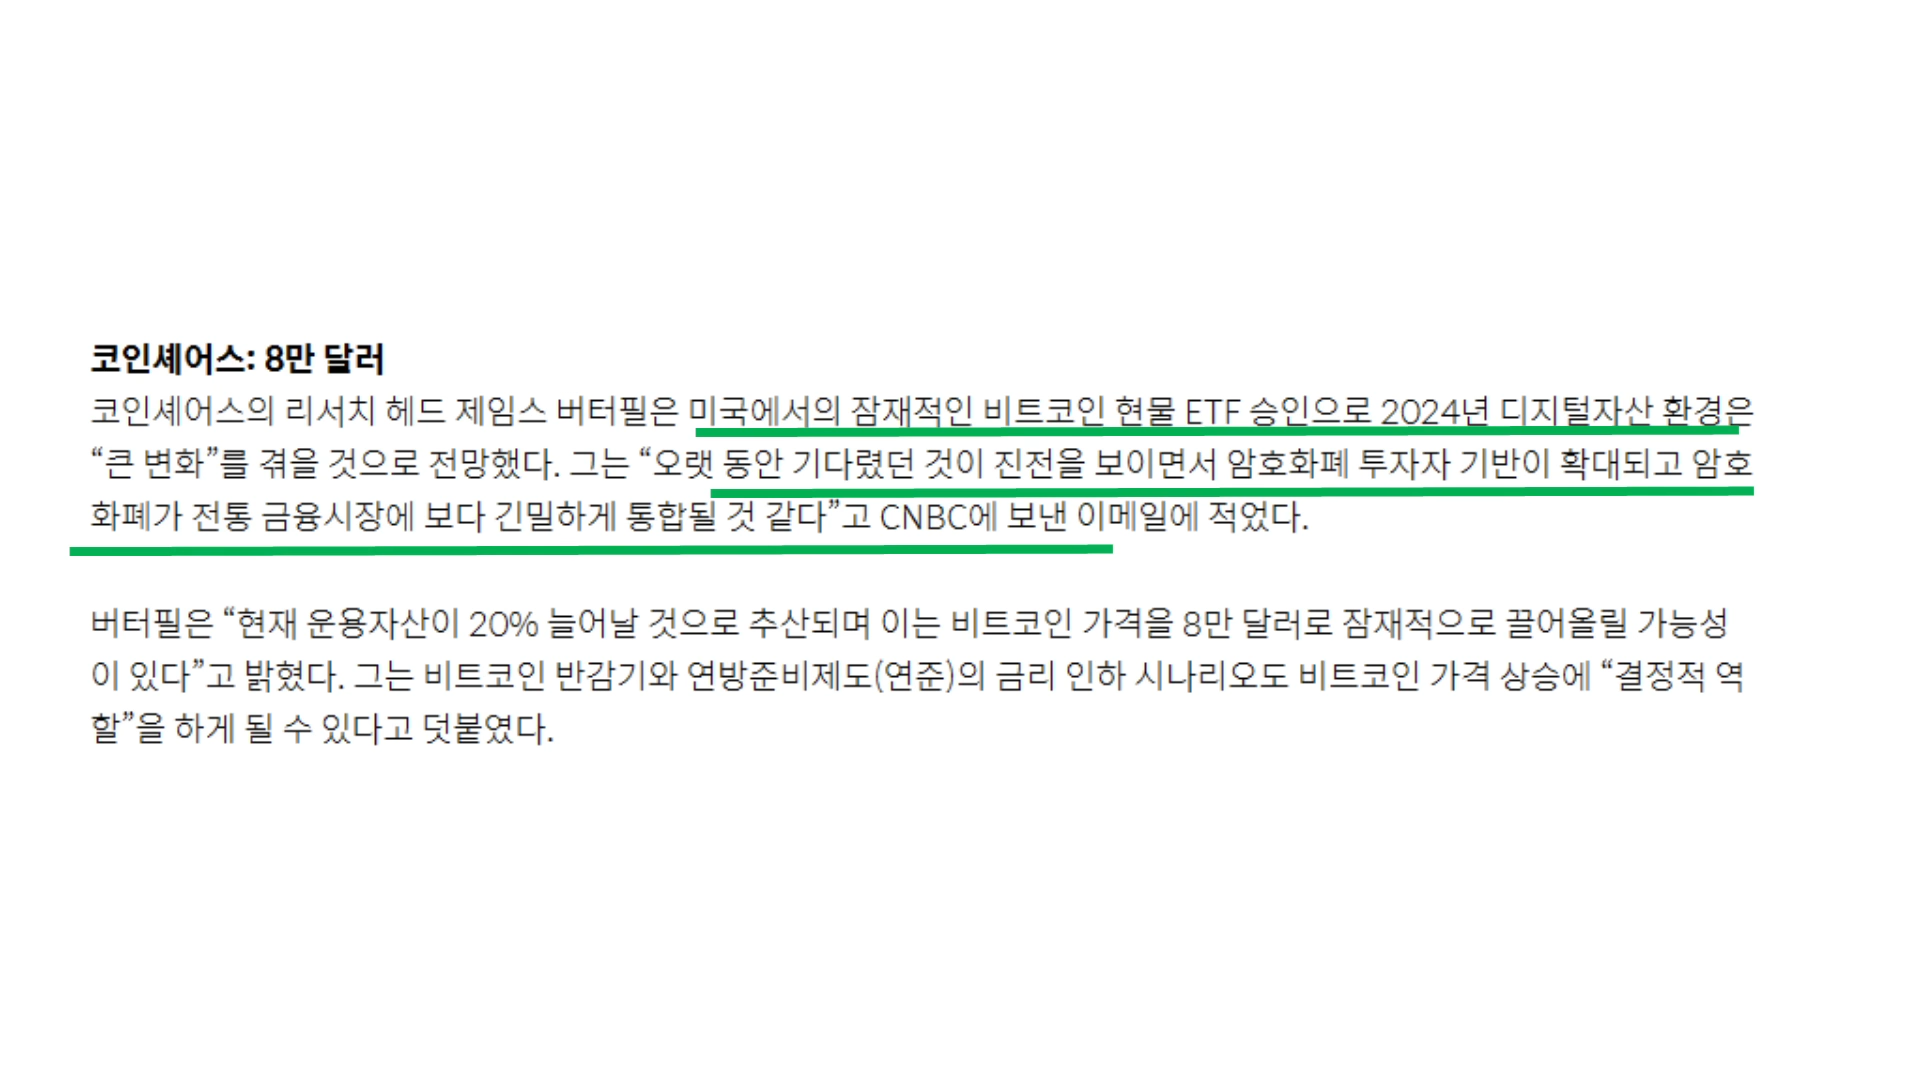 코인셰어스: 8만 달러
코인셰어스의 리서치 헤드 제임스 버터필은 미국에서의 잠재적인 비트코인 현물 ETF 승인으로 2024년 디지털자산 환경은
“큰 변화”를 겪을 것으로 전망했다. 그는 “오랫 동안 기다렸던 것이 진전을 보이면서 암호화폐 투자자 기반이 확대되고 암호
화폐가 전통 금융시장에 보다 긴밀하게 통합될 것 같다”고 CNBC에 보낸 이메일에 적었다.
버터필은 “현재 운용자산이 20% 늘어날 것으로 추산되며 이는 비트코인 가격을 8만 달러로 잠재적으로 끌어올릴 가능성
이 있다”고 밝혔다. 그는 비트코인 반감기와 연방준비제도(연준)의 금리 인하 시나리오도 비트코인 가격 상승에 “결정적 역
할”을 하게 될 수 있다고 덧붙였다.